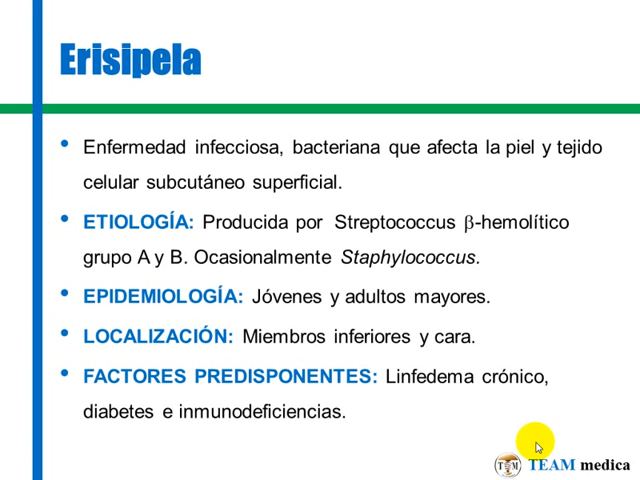 Erisipela
• Enfermedad infecciosa, bacteriana que afecta la piel y tejido
celular subcutáneo superficial.
• ETIOLOGÍA: Producida por Streptococcus β-hemolítico
grupo A y B. Ocasionalmente Staphylococcus.
• EPIDEMIOLOGÍA: Jóvenes y adultos mayores.
• LOCALIZACIÓN: Miembros inferiores y cara.
• FACTORES PREDISPONENTES: Linfedema crónico,
diabetes e inmunodeficiencias.
TM TEAM medica